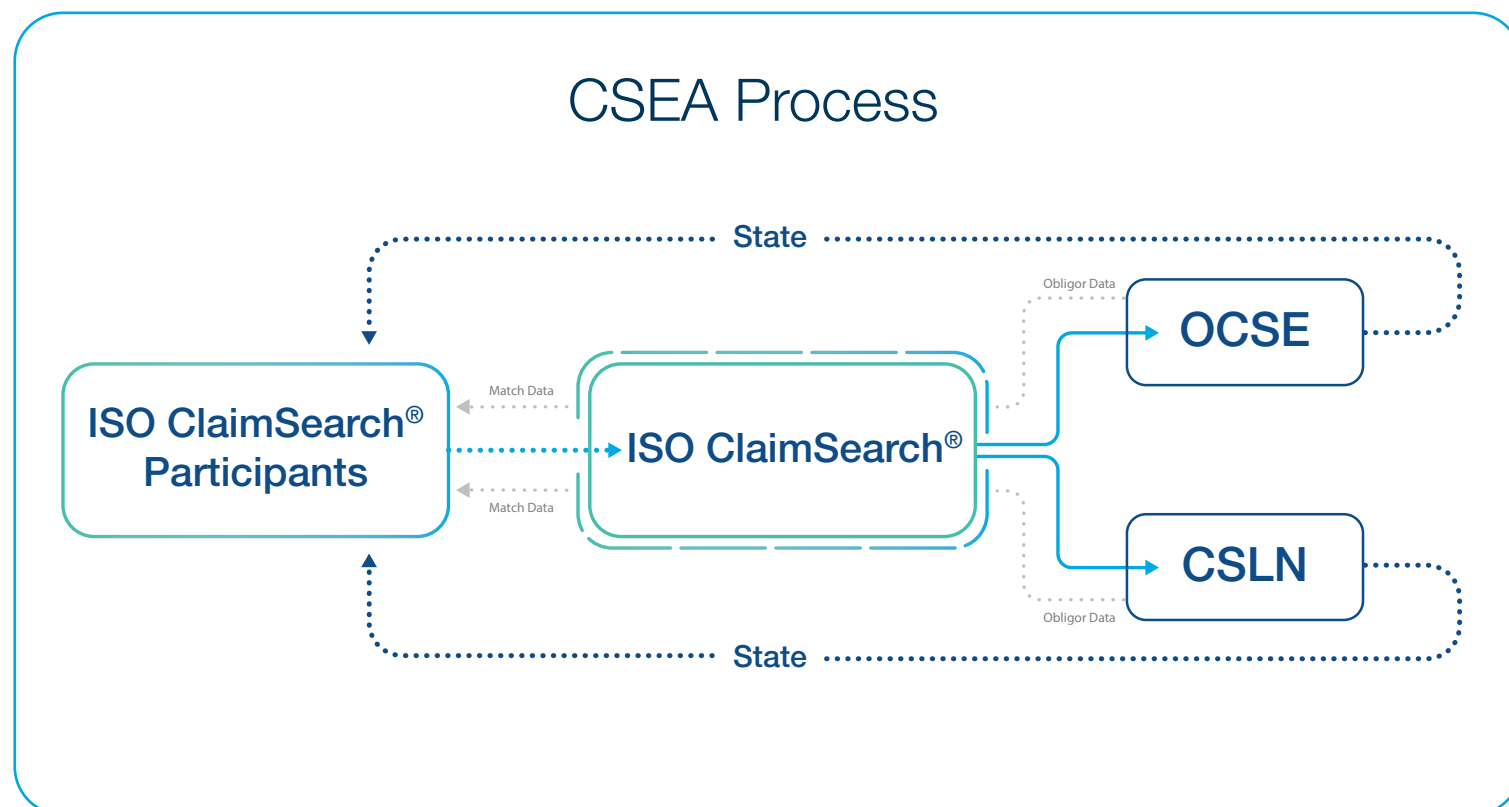 CSEA Process
State
Obligor Data
OCSE
Match Data
ISO ClaimSearch®
Participants
ISO ClaimSearch®
Match Data
CSLN
Obligor Data
State